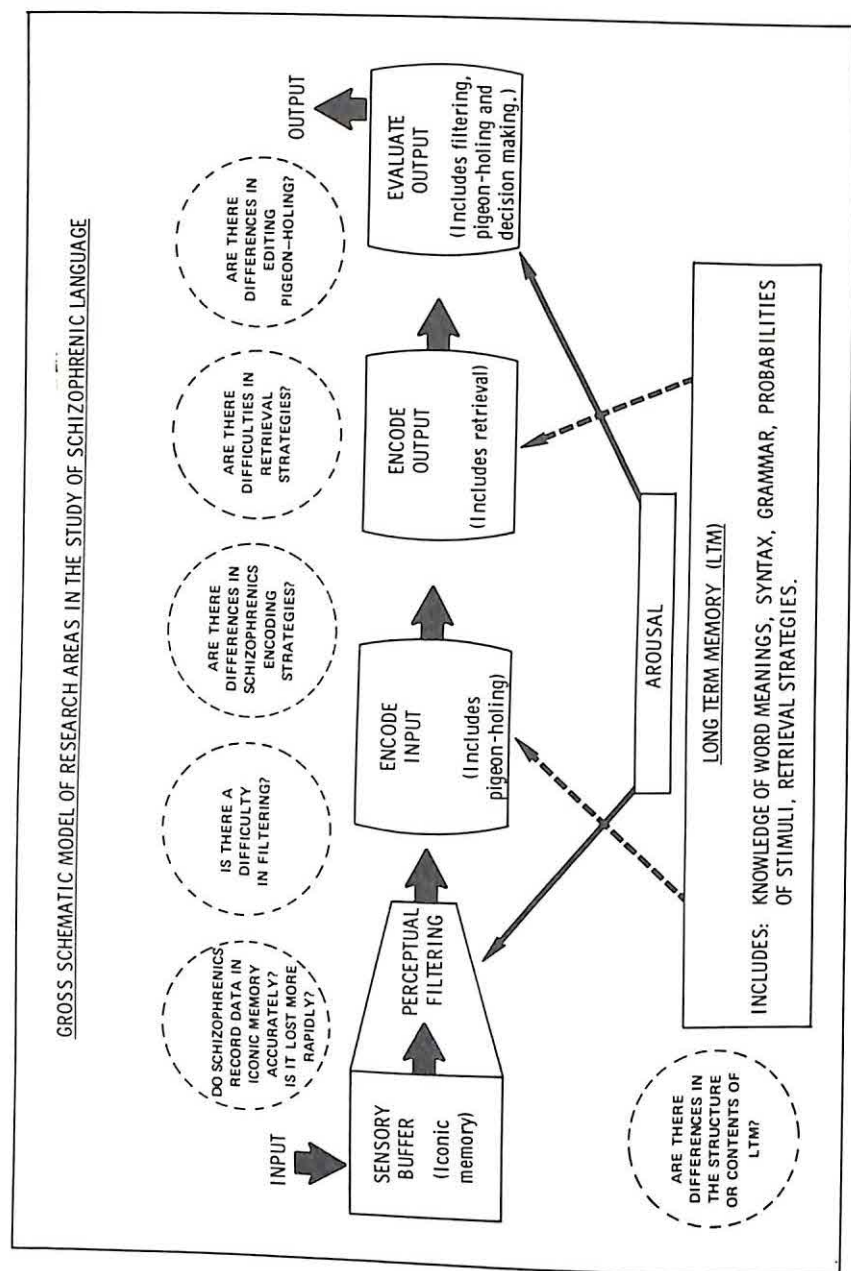 GROSS SCHEMATIC MODEL OF RESEARCH AREAS IN THE STUDY OF SCHIZOPHRENIC LANGUAGE
DO SCHIZOPHRENICS
RECORD DATA IN
ICONIC MEMORY
ACCURATELY?
IS IT LOST MORE
RAPIDLY?
IS THERE A
DIFFICULTY
IN FILTERING?
ARE THERE
DIFFERENCES IN
SCHIZOPHRENICS
ENCODING
STRATEGIES?
ARE THERE
DIFFICULTIES IN
RETRIEVAL
STRATEGIES?
ARE THERE
DIFFERENCES IN
EDITING
PIGEON-HOLING?
INPUT
OUTPUT
SENSORY
BUFFER
(Iconic
memory)
PERCEPTUAL
FILTERING
ENCODE
INPUT
(Includes
pigeon-holing)
ENCODE
OUTPUT
(Includes retrieval)
EVALUATE
OUTPUT
(Includes filtering,
pigeon-holing and
decision making.)
AROUSAL
LONG TERM MEMORY (LTM)
INCLUDES: KNOWLEDGE OF WORD MEANINGS, SYNTAX, GRAMMAR, PROBABILITIES
OF STIMULI, RETRIEVAL STRATEGIES.
ARE THERE
DIFFERENCES IN
THE STRUCTURE
OR CONTENTS OF
LTM?